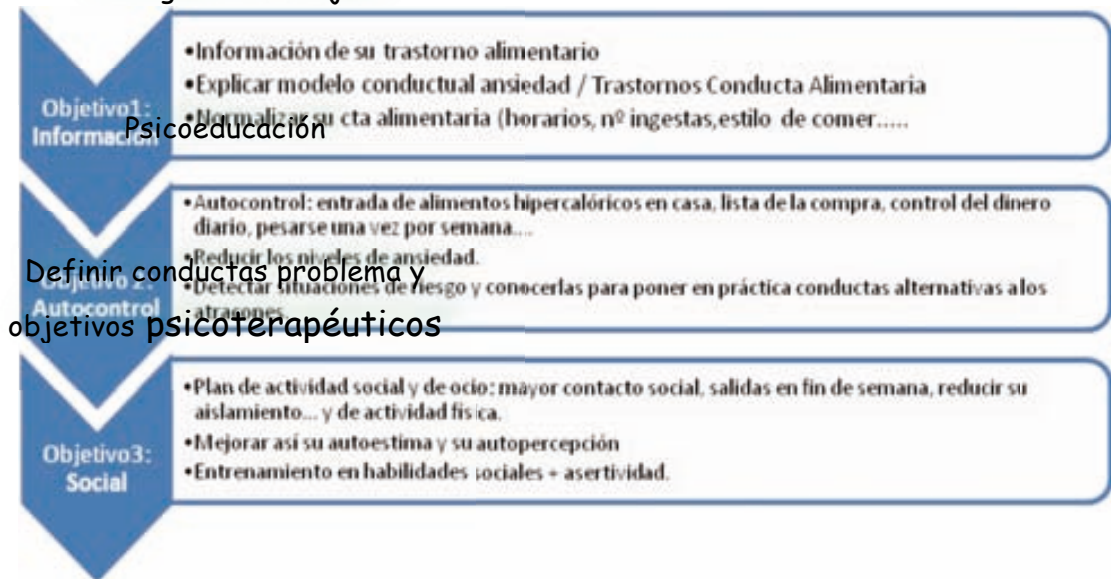 Objetivo1:
Información
•Información de su trastorno alimentario
•Explicar modelo conductual ansiedad / Trastornos Conducta Alimentaria
•Normalizar su cta alimentaria (horarios, nº ingestas,estilo de comer.....
Psicoeducación
Objetivo 2:
Autocontrol
•Autocontrol: entrada de alimentos hipercalóricos en casa, lista de la compra, control del dinero
diario, pesarse una vez por semana....
•Reducir los niveles de ansiedad.
•Detectar situaciones de riesgo y conocerlas para poner en práctica conductas alternativas a los
atracones.
Definir conductas problema y
objetivos psicoterapéuticos
Objetivo3:
Social
•Plan de actividad social y de ocio: mayor contacto social, salidas en fin de semana, reducir su
aislamiento... y de actividad física.
•Mejorar así su autoestima y su autopercepción
•Entrenamiento en habilidades sociales + asertividad.